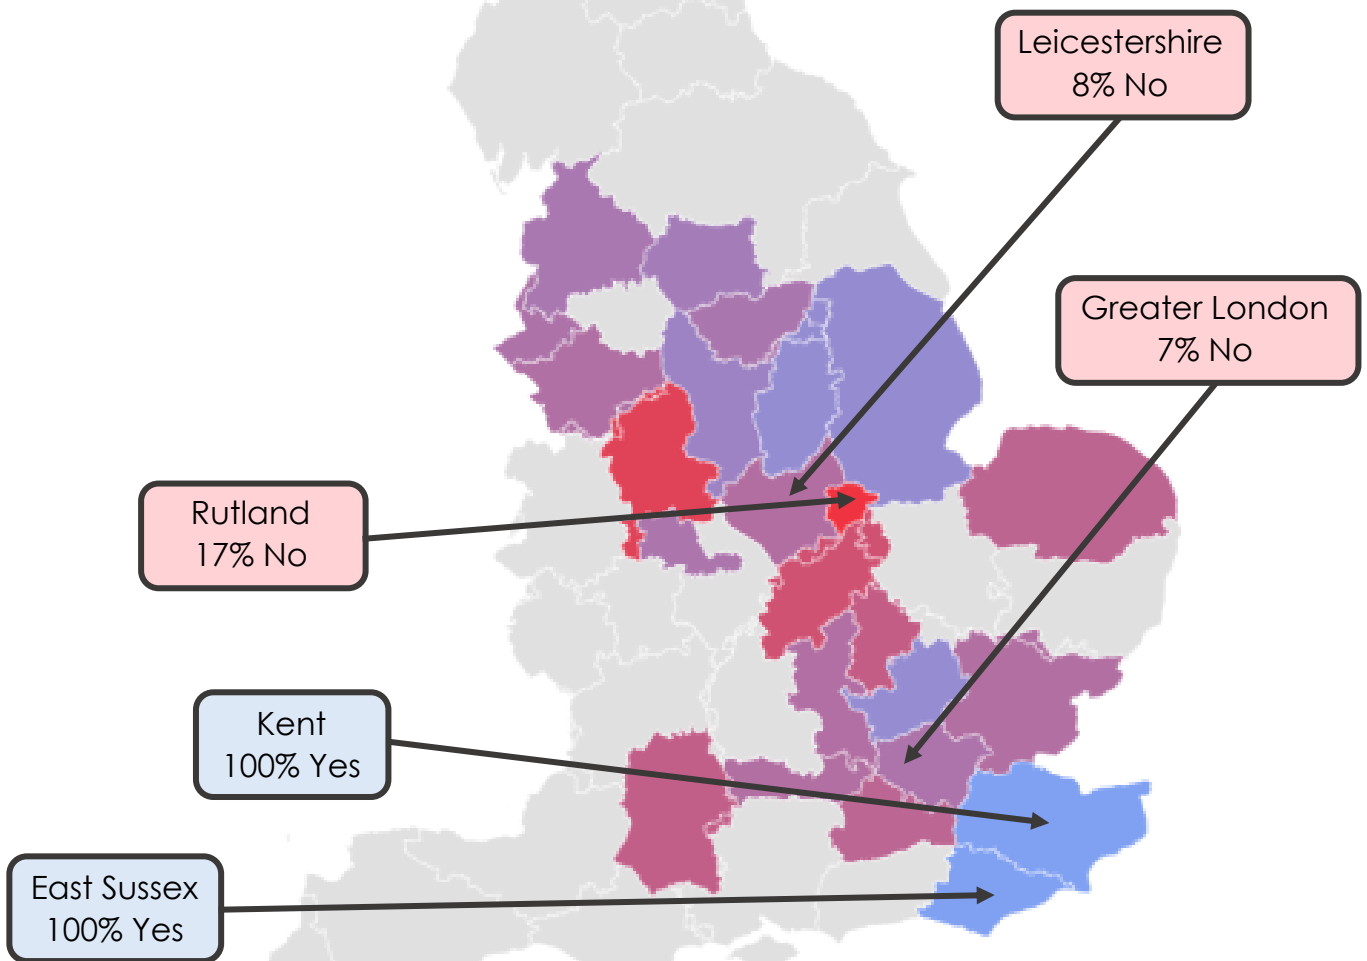 Leicestershire
8% No
Greater London
7% No
Rutland
17% No
Kent
100% Yes
East Sussex
100% Yes